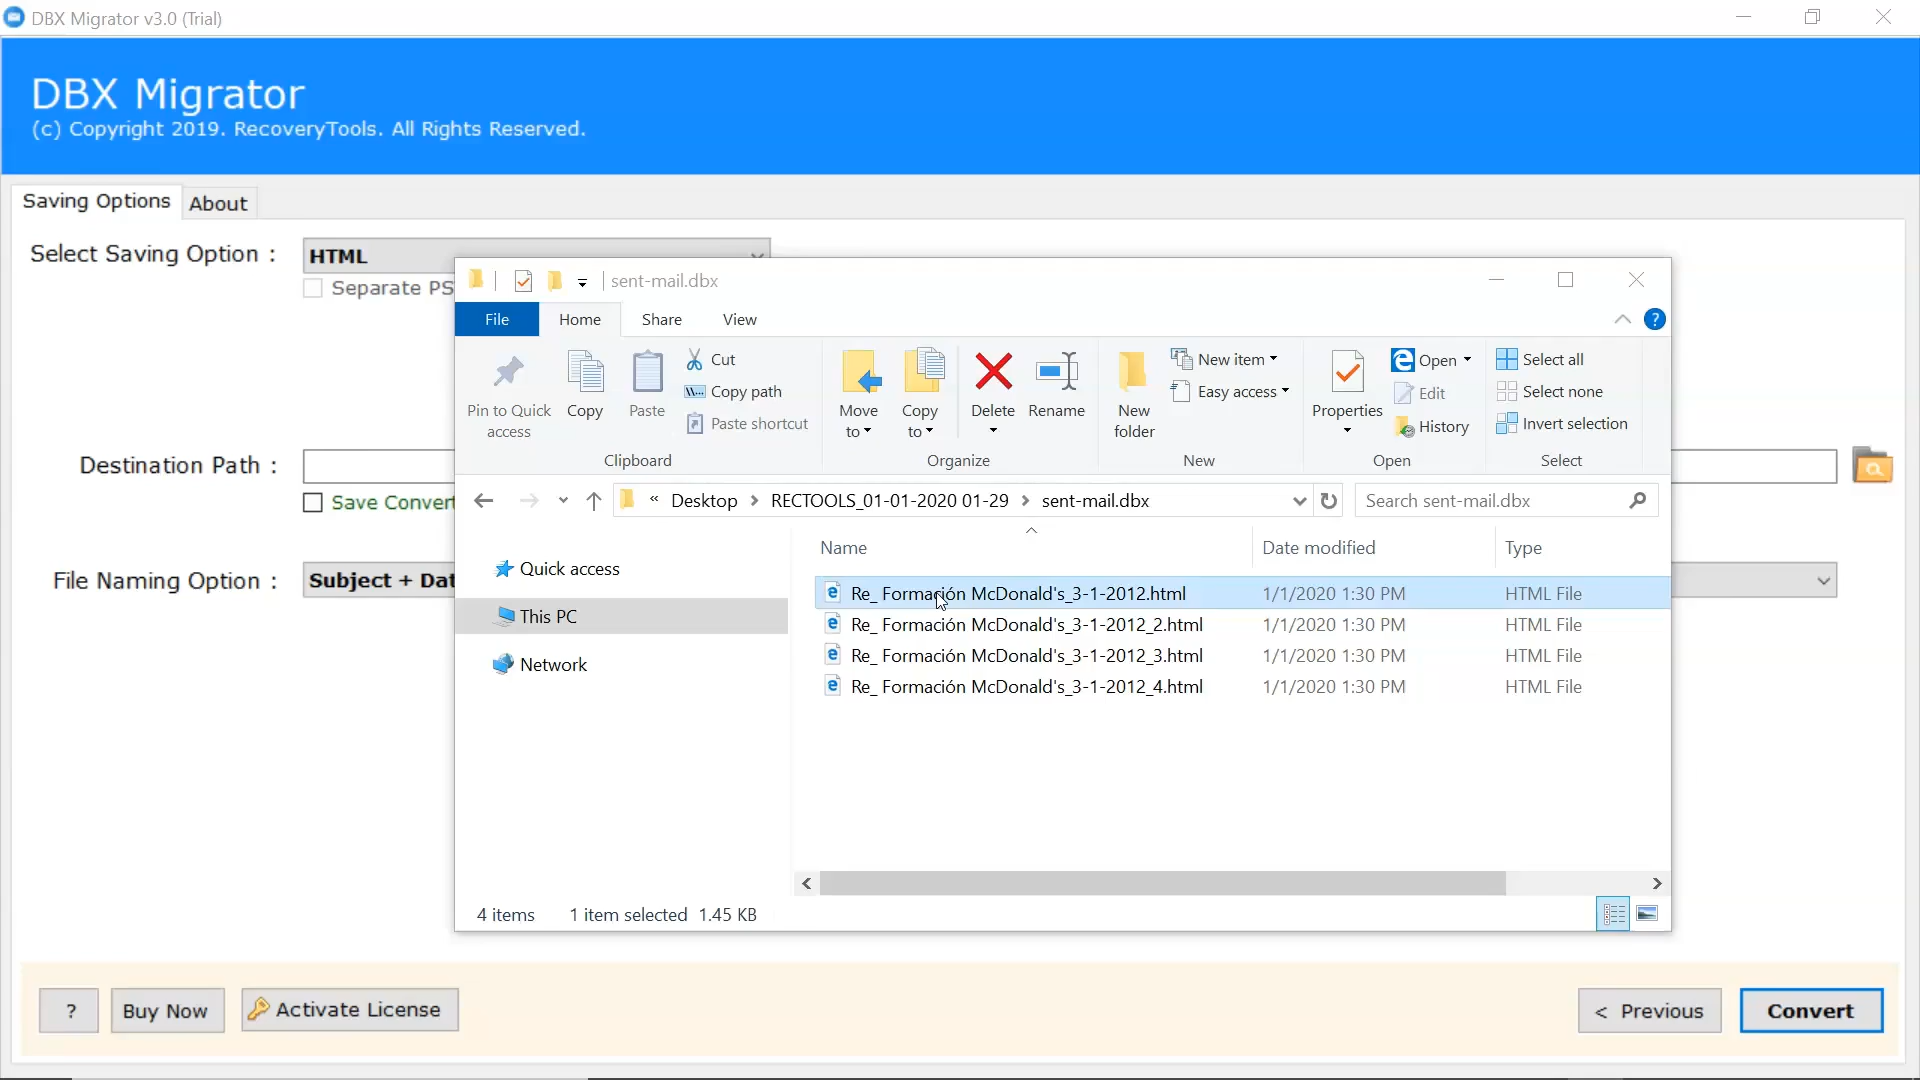 DBX Migrator v3.0 (Trial)
DBX Migrator
(c) Copyright 2019. RecoveryTools. All Rights Reserved.
Saving Options
About
Select Saving Option :
HTML
Separate PS
Destination Path :
Save Convert
File Naming Option :
Subject + Dat
sent-mail.dbx
File
Home
Share
View
Pin to Quick access
Copy
Paste
Cut
Copy path
Paste shortcut
Clipboard
Move to
Copy to
Delete
Rename
Organize
New folder
New item
Easy access
New
Properties
Open
Edit
History
Open
Select all
Select none
Invert selection
Select
« Desktop > RECTOOLS_01-01-2020 01-29 > sent-mail.dbx
Search sent-mail.dbx
Quick access
This PC
Network
Name Date modified Type
Re_ Formación McDonald's_3-1-2012.html 1/1/2020 1:30 PM HTML File
Re_ Formación McDonald's_3-1-2012_2.html 1/1/2020 1:30 PM HTML File
Re_ Formación McDonald's_3-1-2012_3.html 1/1/2020 1:30 PM HTML File
Re_ Formación McDonald's_3-1-2012_4.html 1/1/2020 1:30 PM HTML File
4 items 1 item selected 1.45 KB
?
Buy Now
Activate License
< Previous
Convert